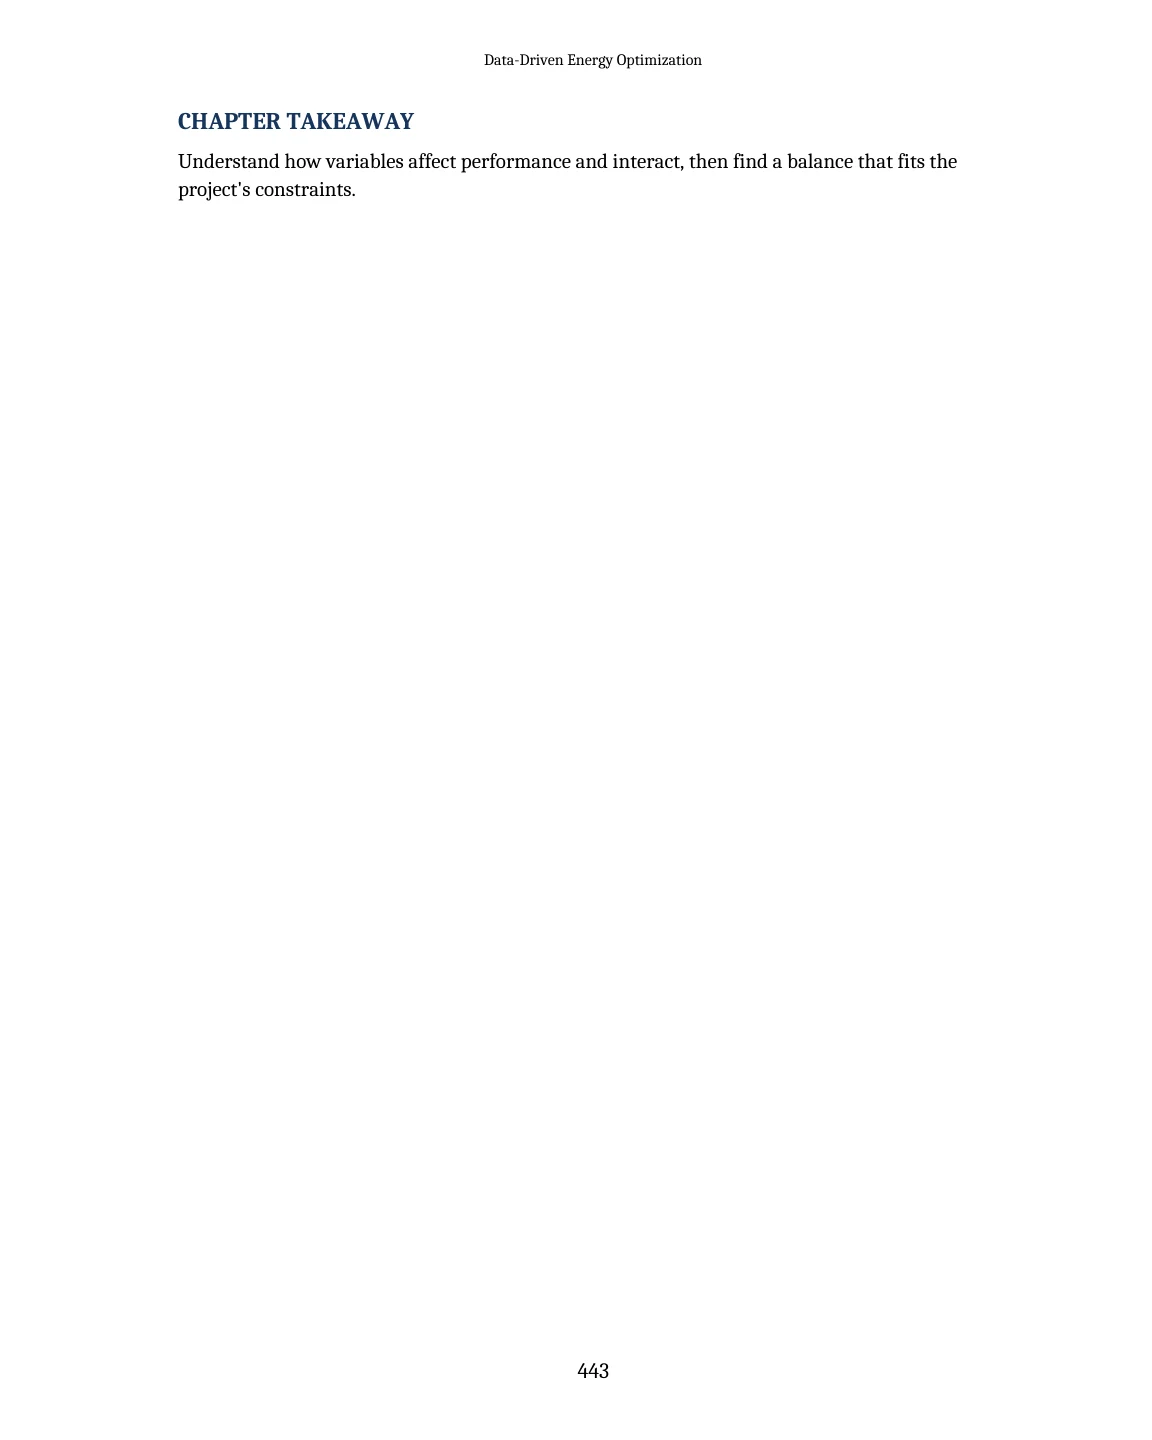 Data-Driven Energy Optimization
CHAPTER TAKEAWAY
Understand how variables affect performance and interact, then find a balance that fits the
project's constraints.
443